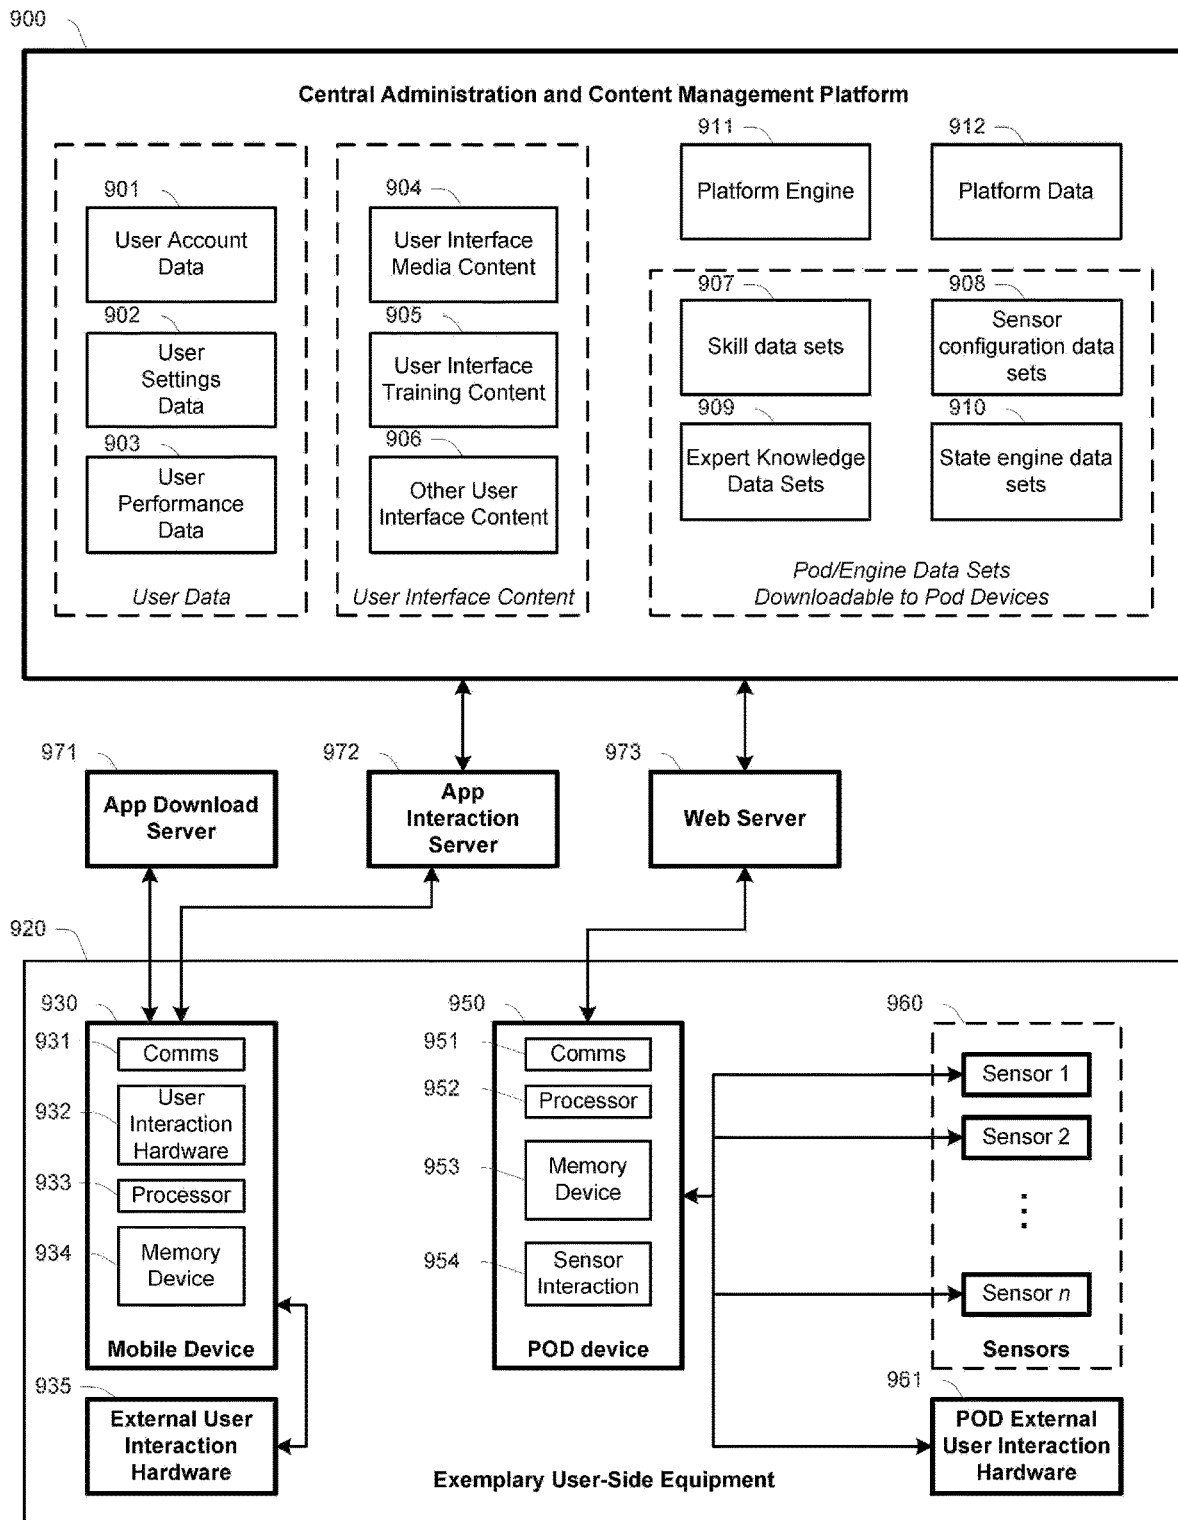 900
Central Administration and Content Management Platform
911
912
Platform Engine
Platform Data
901
User Account
Data
902
User
Settings
Data
903
User
Performance
Data
User Data
904
User Interface
Media Content
905
User Interface
Training Content
906
Other User
Interface Content
User Interface Content
907
Skill data sets
908
Sensor
configuration data
sets
909
Expert Knowledge
Data Sets
910
State engine data
sets
Pod/Engine Data Sets
Downloadable to Pod Devices
971
App Download
Server
972
App
Interaction
Server
973
Web Server
920
930
931
Comms
932
User
Interaction
Hardware
933
Processor
934
Memory
Device
Mobile Device
935
External User
Interaction
Hardware
950
951
Comms
952
Processor
953
Memory
Device
954
Sensor
Interaction
POD device
960
Sensor 1
Sensor 2
Sensor n
Sensors
961
POD External
User Interaction
Hardware
Exemplary User-Side Equipment